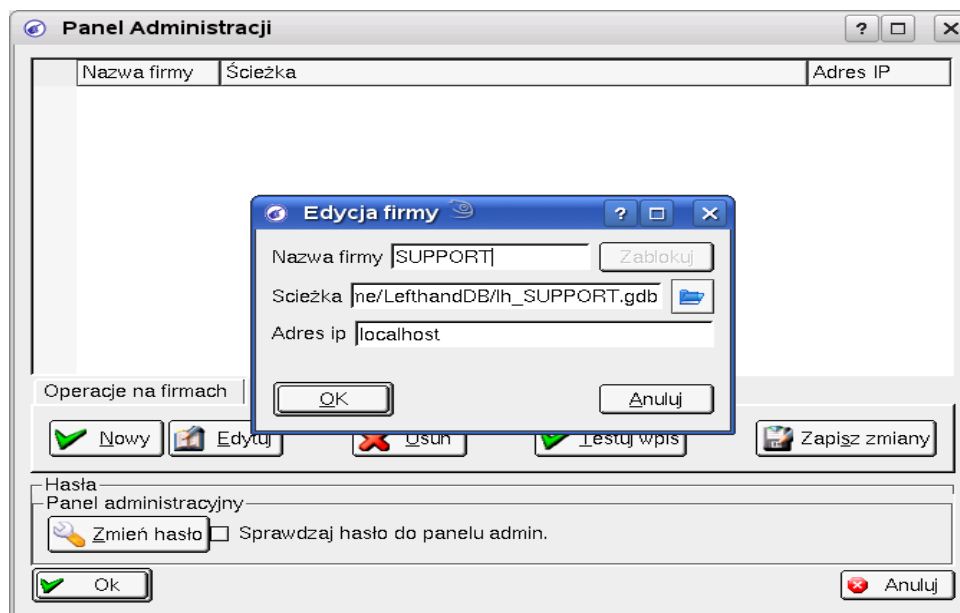 Panel Administracji
Nazwa firmy Ścieżka Adres IP
Edycja firmy
Nazwa firmy SUPPORT Zablokuj
Scieżka ne/LefthandDB/lh_SUPPORT.gdb
Adres ip localhost
OK Anuluj
Operacje na firmach
Nowy Edytuj Usuń Testuj wpis Zapisz zmiany
Hasła
Panel administracyjny
Zmień hasło Sprawdzaj hasło do panelu admin.
Ok Anuluj